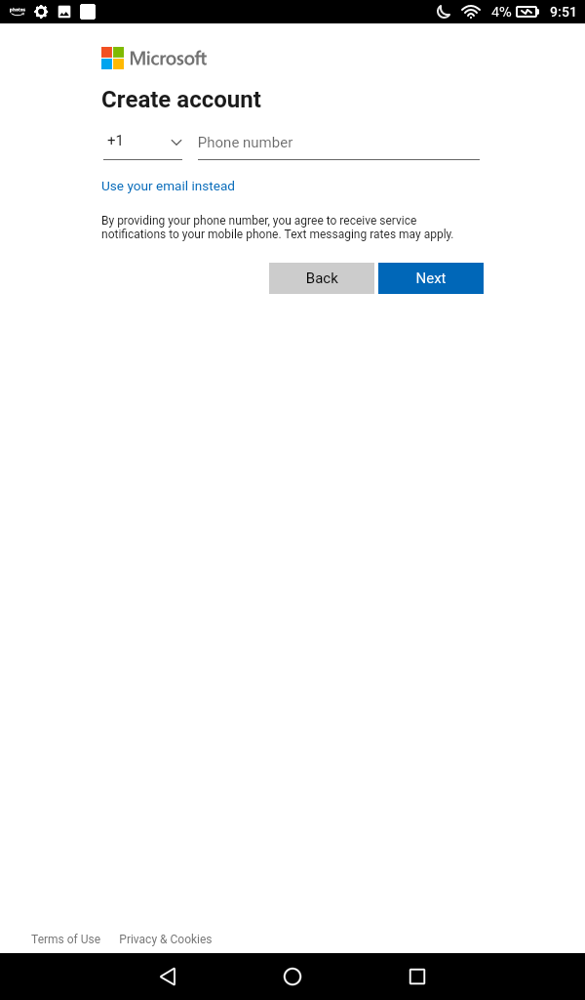 photos
4% 9:51
Microsoft
Create account
+1 Phone number
Use your email instead
By providing your phone number, you agree to receive service
notifications to your mobile phone. Text messaging rates may apply.
Back Next
Terms of Use Privacy & Cookies